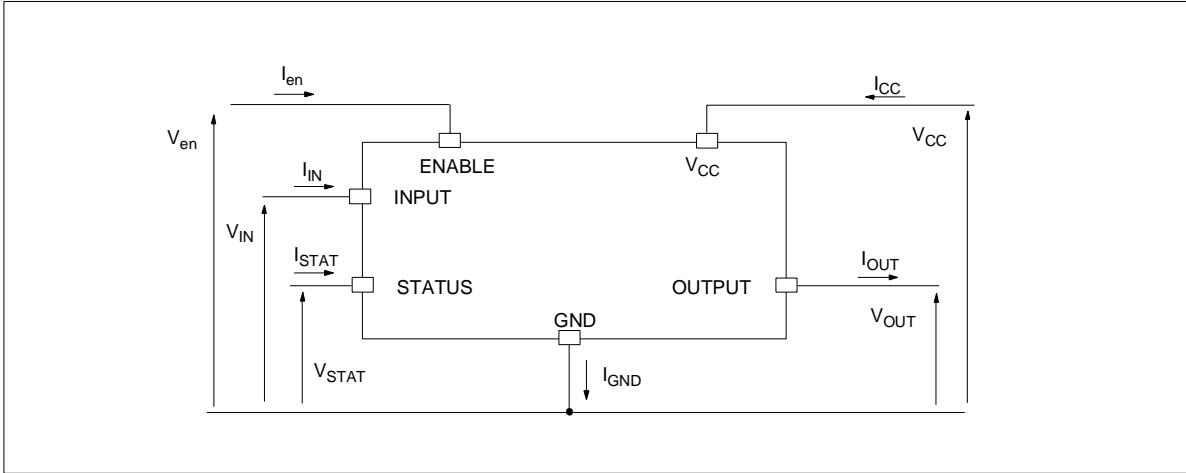 I_en
I_CC
V_en
V_CC
ENABLE
V_CC
I_IN
INPUT
V_IN
I_STAT
I_OUT
STATUS
OUTPUT
GND
V_OUT
V_STAT
I_GND